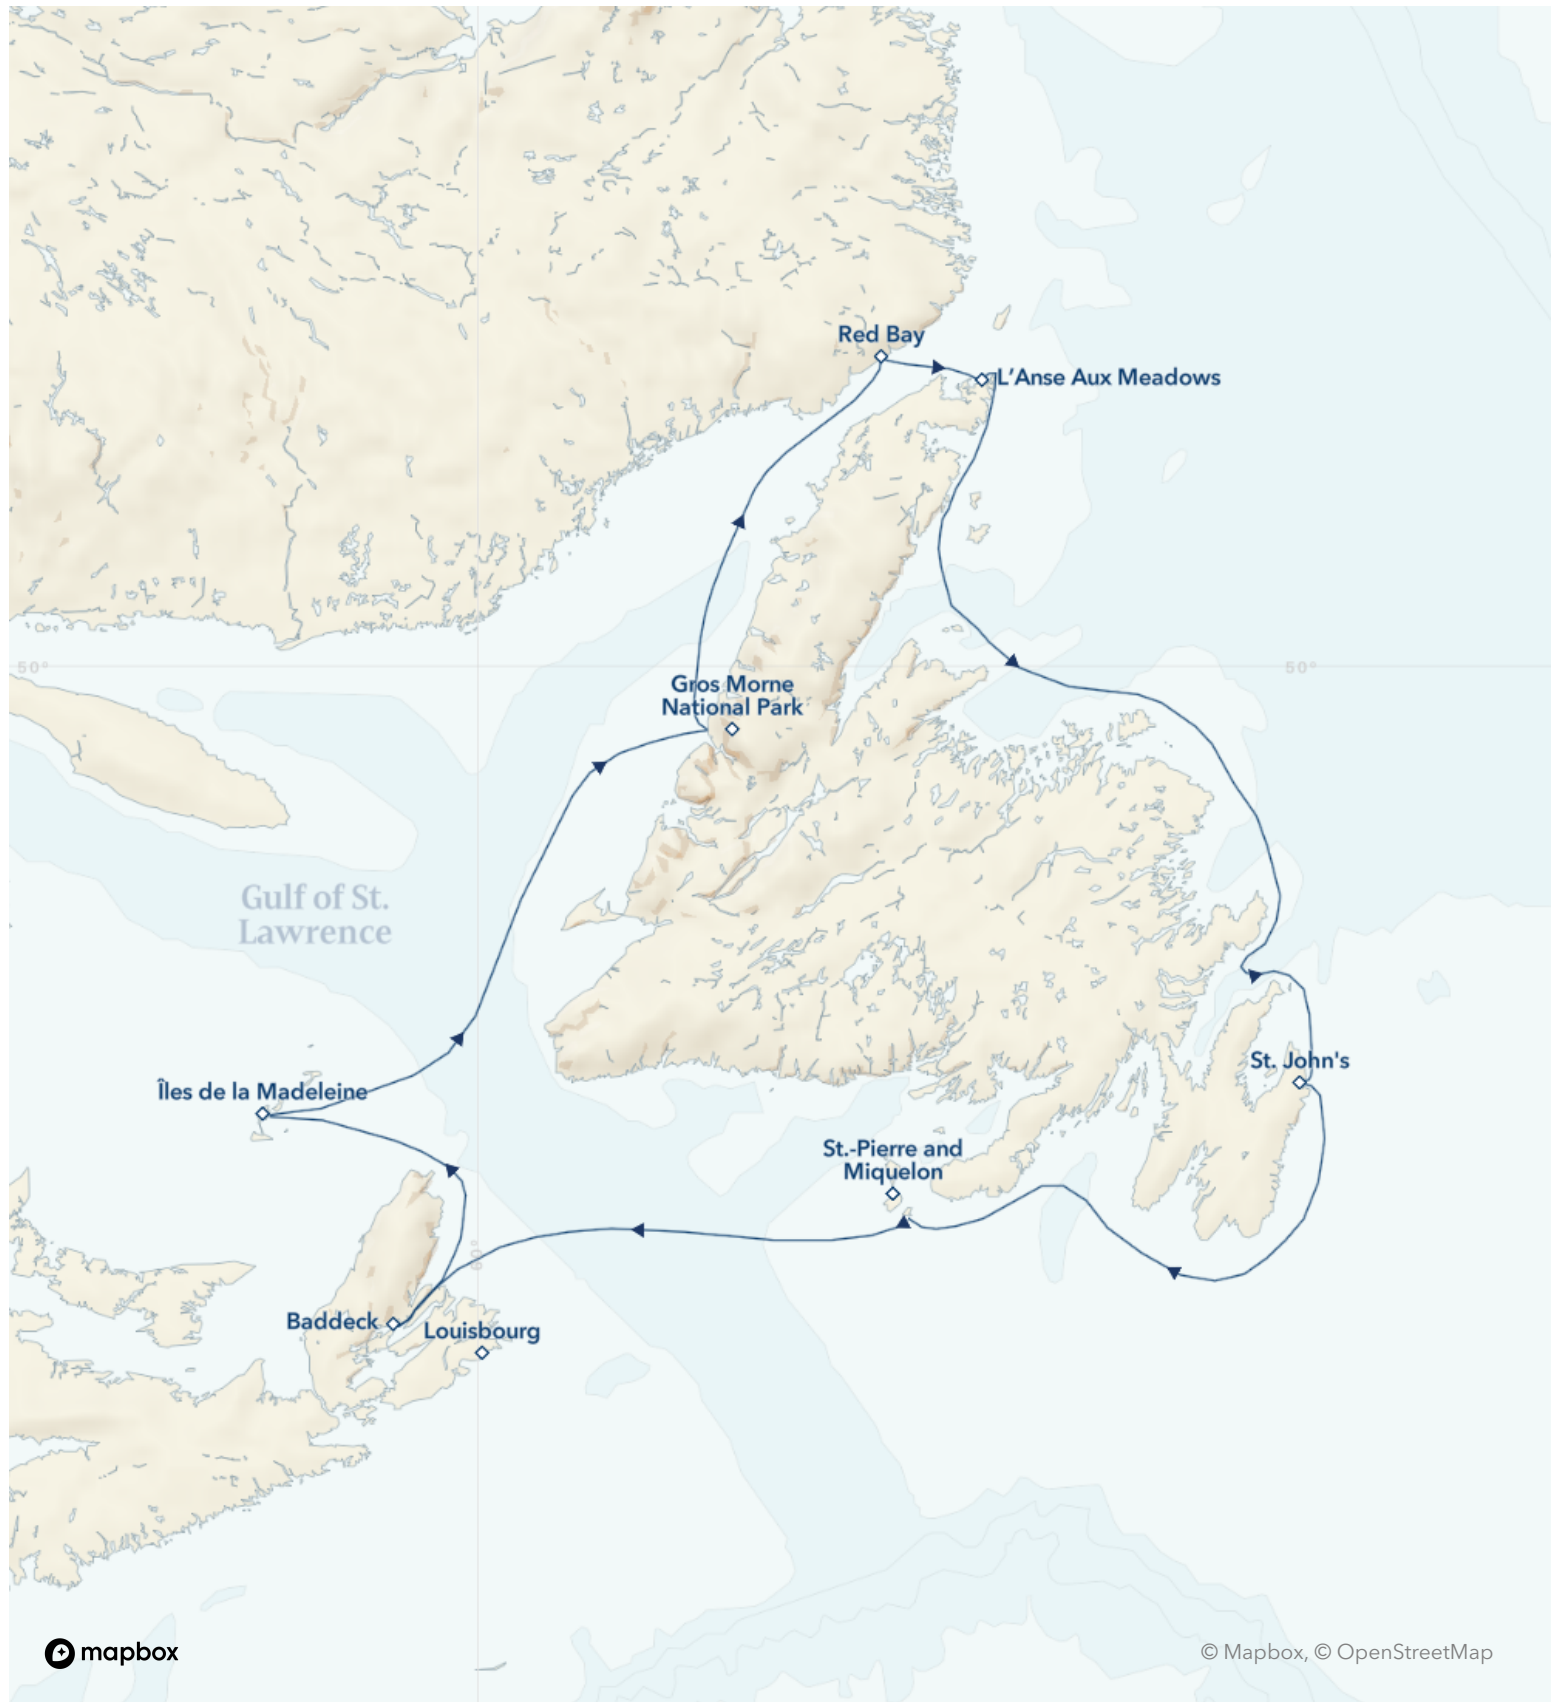 Red Bay
L'Anse Aux Meadows
50°
50°
Gros Morne
National Park
Gulf of St.
Lawrence
Îles de la Madeleine
St. John's
St.-Pierre and
Miquelon
Baddeck
Louisbourg
mapbox
© Mapbox, © OpenStreetMap